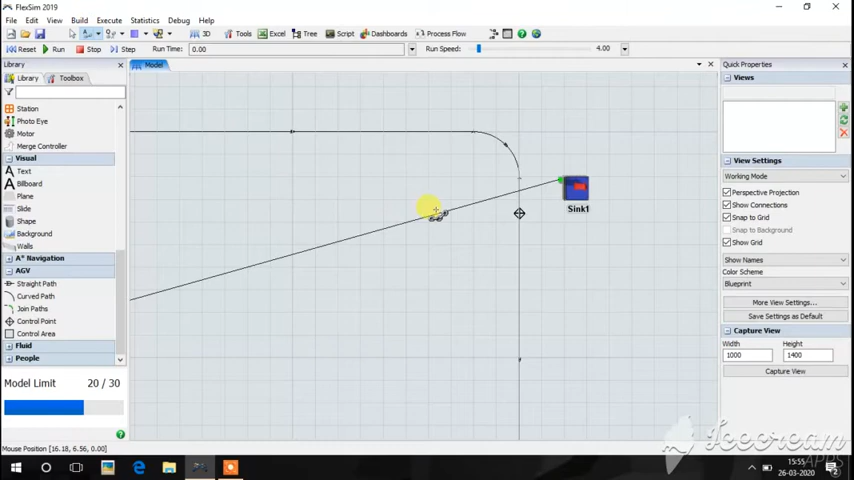 FlexSim 2019
File Edit View Build Execute Statistics Debug Help
3D Tools Excel Tree Script Dashboards Process Flow
Reset Run Stop Step Run Time: 0.00 Run Speed: 4.00
Library
Library Toolbox
Station
Photo Eye
Motor
Merge Controller
Visual
Text
Billboard
Plane
Slide
Shape
Background
Walls
A* Navigation
AGV
Straight Path
Curved Path
Join Paths
Control Point
Control Area
Fluid
People
Model Limit 20 / 30
Mouse Position [16.18, 6.56, 0.00]
Model
Sink1
Quick Properties
Views
View Settings
Working Mode
Perspective Projection
Show Connections
Snap to Grid
Snap to Background
Show Grid
Show Names
Color Scheme
Blueprint
More View Settings...
Save Settings as Default
Capture View
Width Height
1000 1400
Capture View
Icecream
APPS
15:55
26-03-2020
2